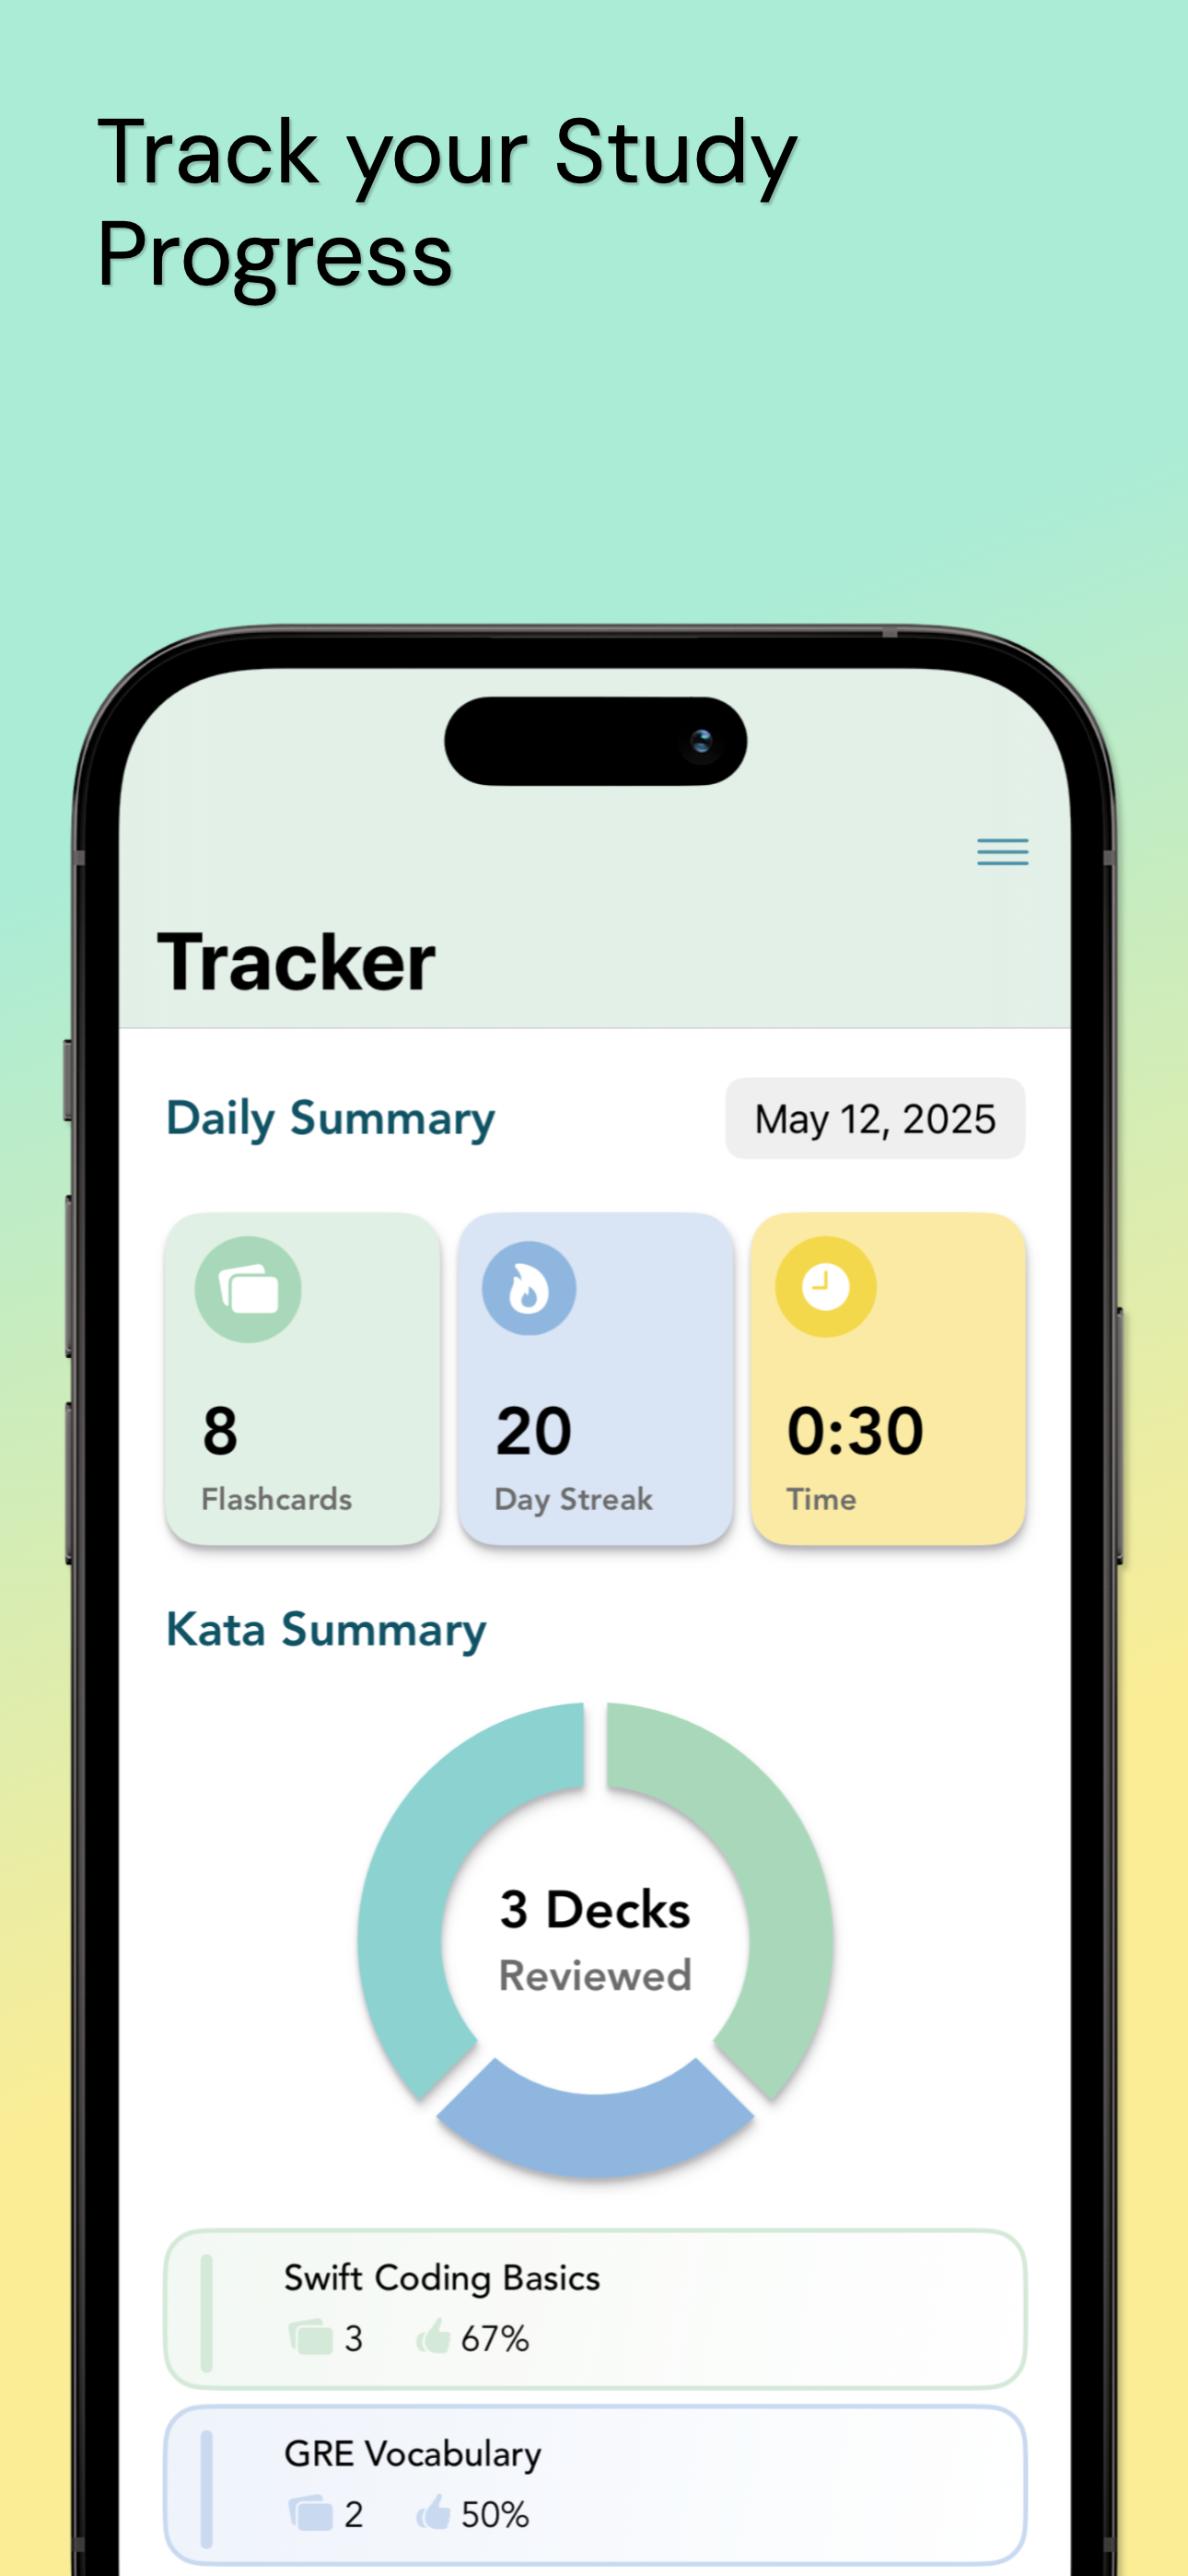 Track your Study
Progress
Tracker
Daily Summary
May 12, 2025
8
Flashcards
20
Day Streak
0:30
Time
Kata Summary
3 Decks
Reviewed
Swift Coding Basics
3 67%
GRE Vocabulary
2 50%